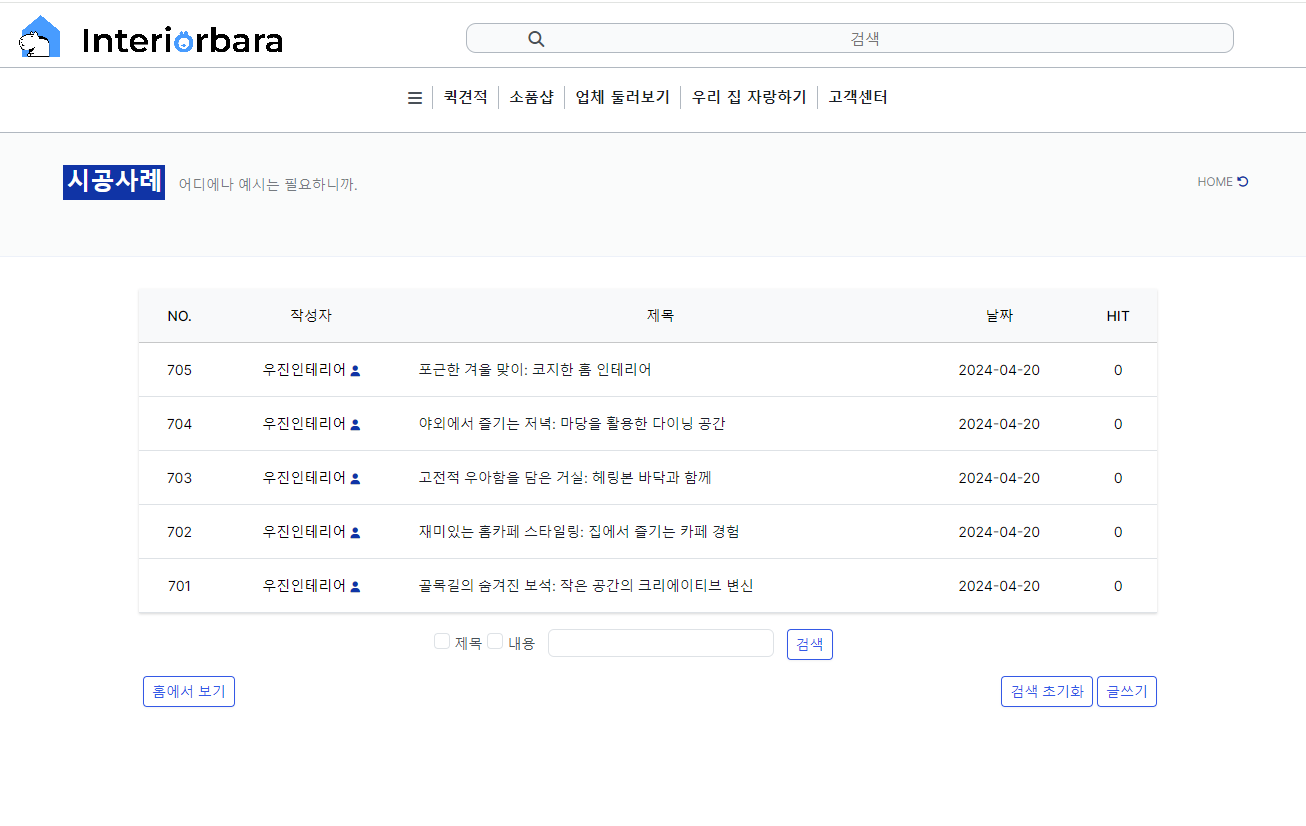 Interiorbara
검색
퀵견적 소품샵 업체 둘러보기 우리 집 자랑하기 고객센터
시공사례 어디에나 예시는 필요하니까. HOME
NO. 작성자 제목 날짜 HIT
705 우진인테리어 포근한 겨울 맞이: 코지한 홈 인테리어 2024-04-20 0
704 우진인테리어 야외에서 즐기는 저녁: 마당을 활용한 다이닝 공간 2024-04-20 0
703 우진인테리어 고전적 우아함을 담은 거실: 헤링본 바닥과 함께 2024-04-20 0
702 우진인테리어 재미있는 홈카페 스타일링: 집에서 즐기는 카페 경험 2024-04-20 0
701 우진인테리어 골목길의 숨겨진 보석: 작은 공간의 크리에이티브 변신 2024-04-20 0
제목 내용 검색
홈에서 보기 검색 초기화 글쓰기